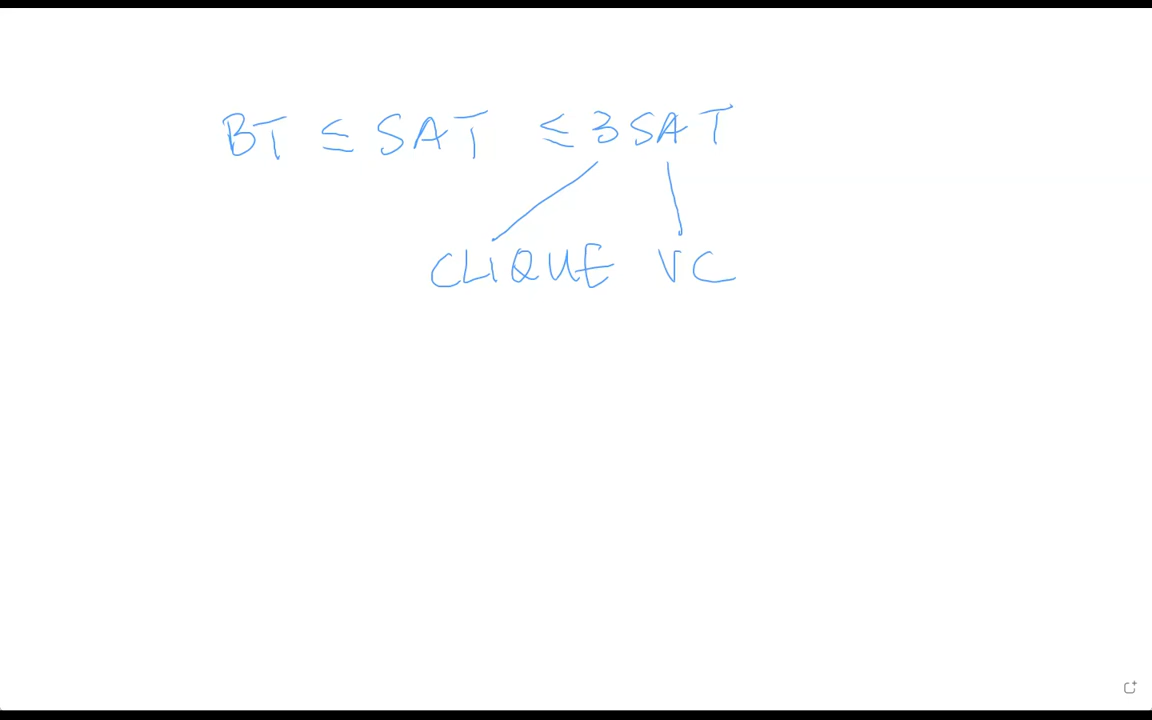 BT ≤ SAT ≤ 3SAT
CLIQUE VC